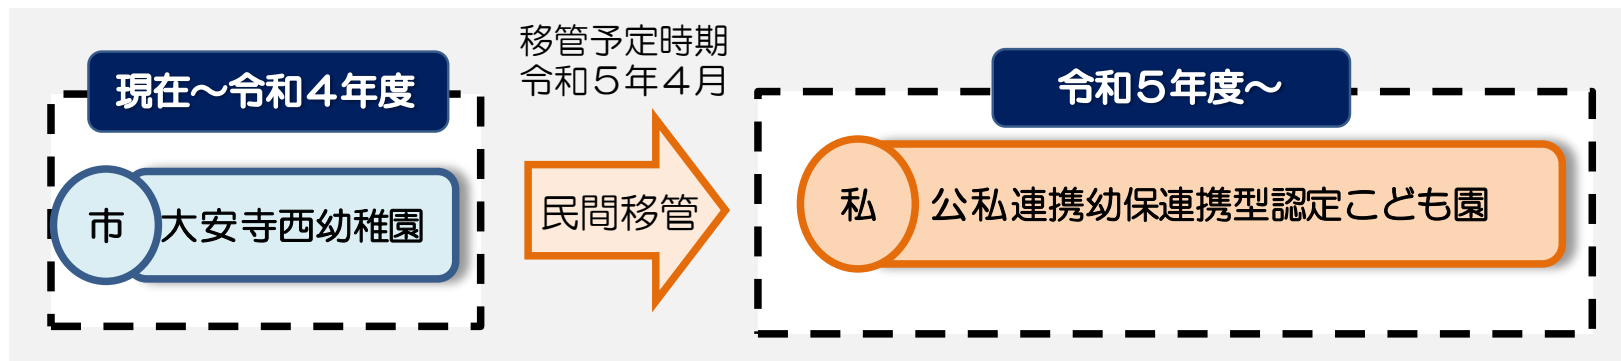 現在～令和４年度
市
大安寺西幼稚園
移管予定時期
令和５年４月
民間移管
令和５年度～
私
公私連携幼保連携型認定こども園